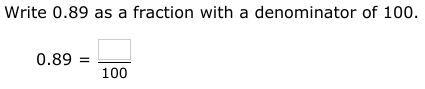 Write 0.89 as a fraction with a denominator of 100.
0.89 =
100